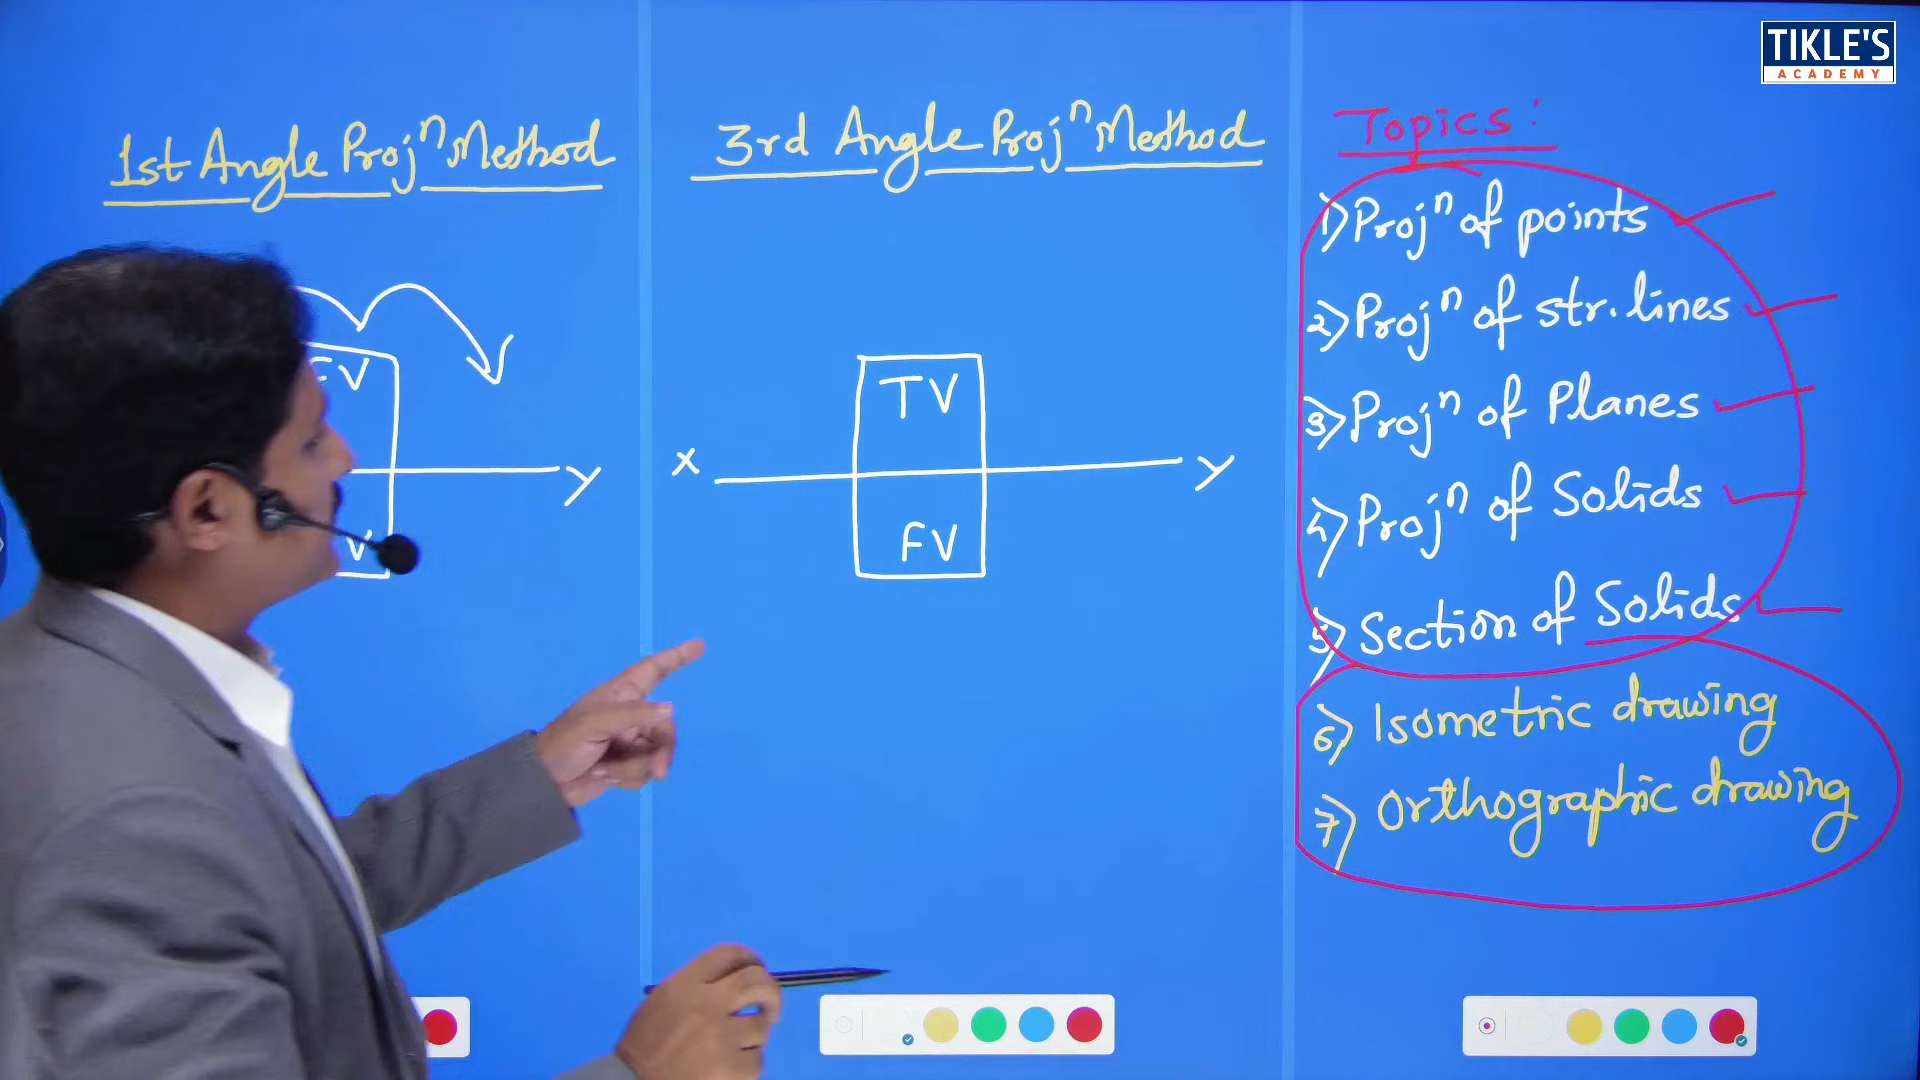 TIKLE'S
ACADEMY
1st Angle Projⁿ Method
FV
Y
V
3rd Angle Projⁿ Method
TV
X
Y
FV
Topics:
1) Projⁿ of points
2) Projⁿ of str. lines
3) Projⁿ of Planes
4) Projⁿ of Solids
5) Section of Solids
6) Isometric drawing
7) Orthographic drawing